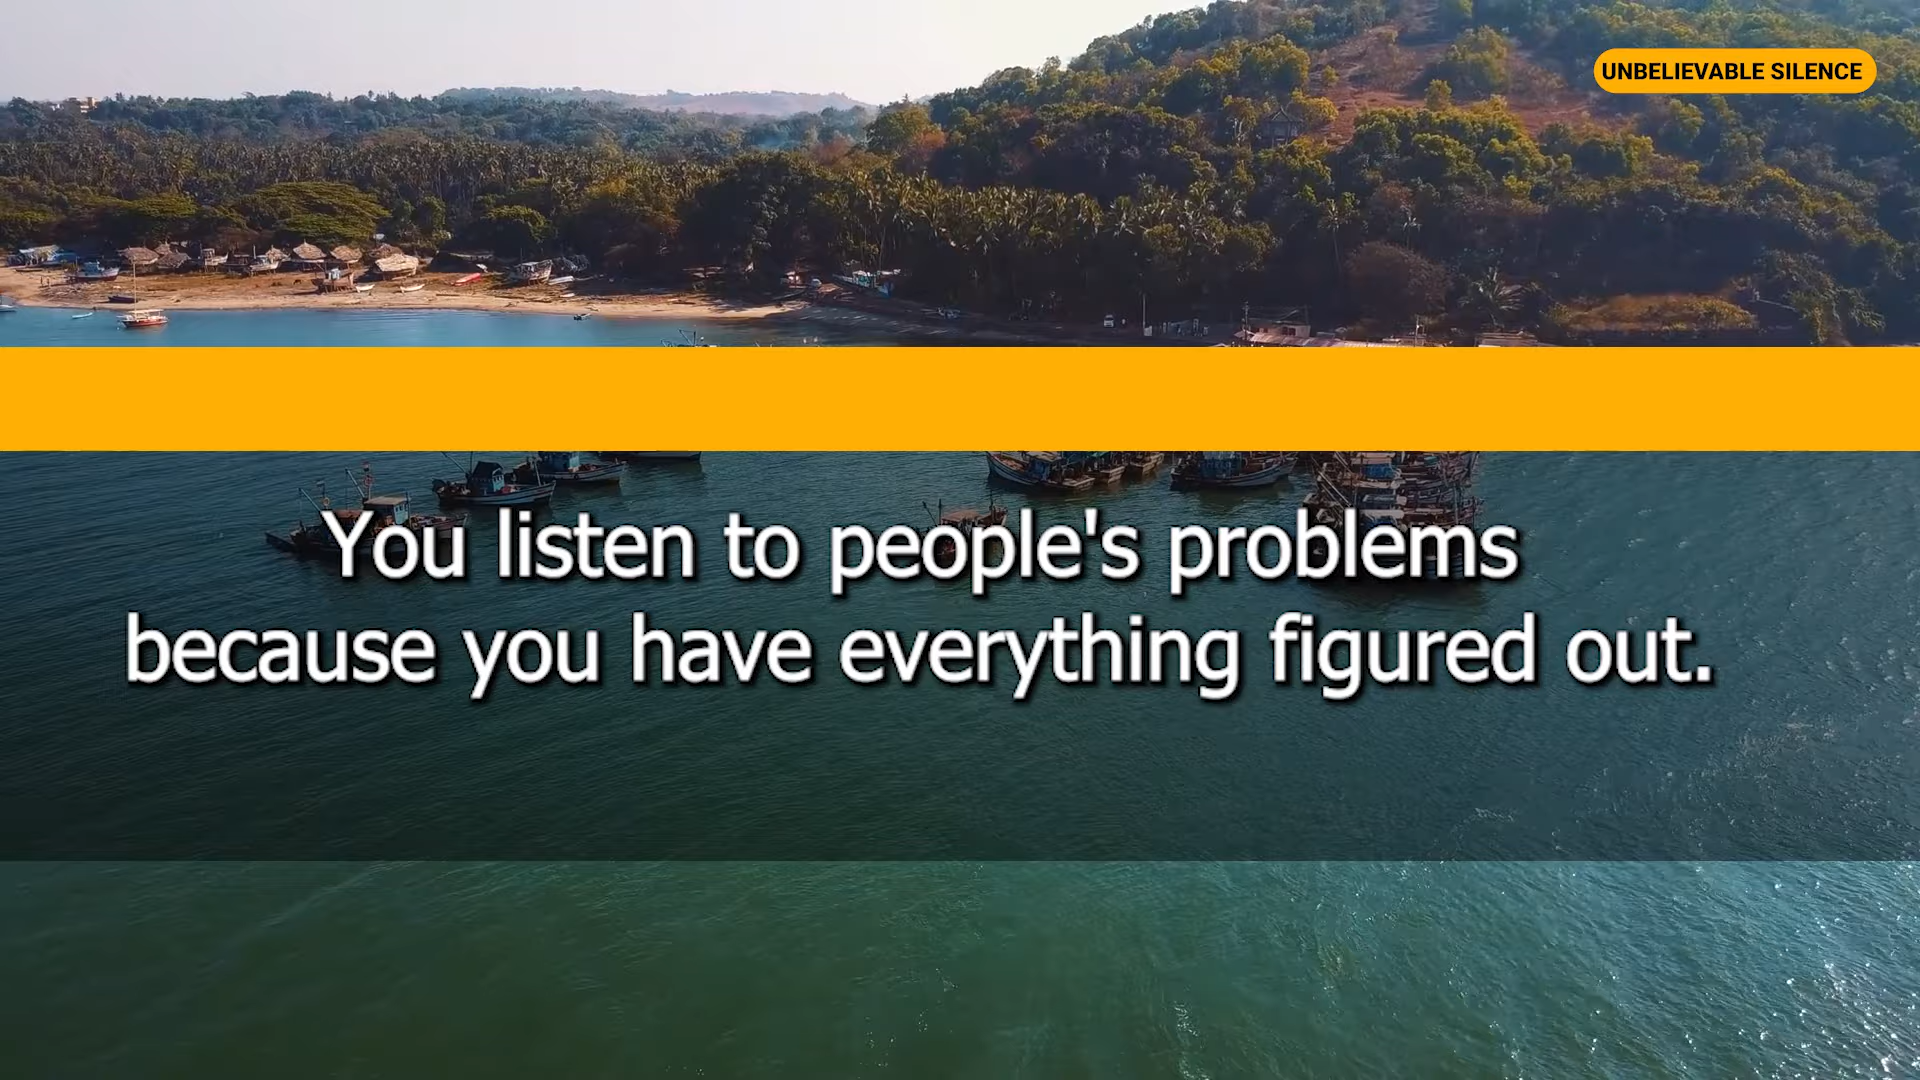 UNBELIEVABLE SILENCE
You listen to people's problems
because you have everything figured out.